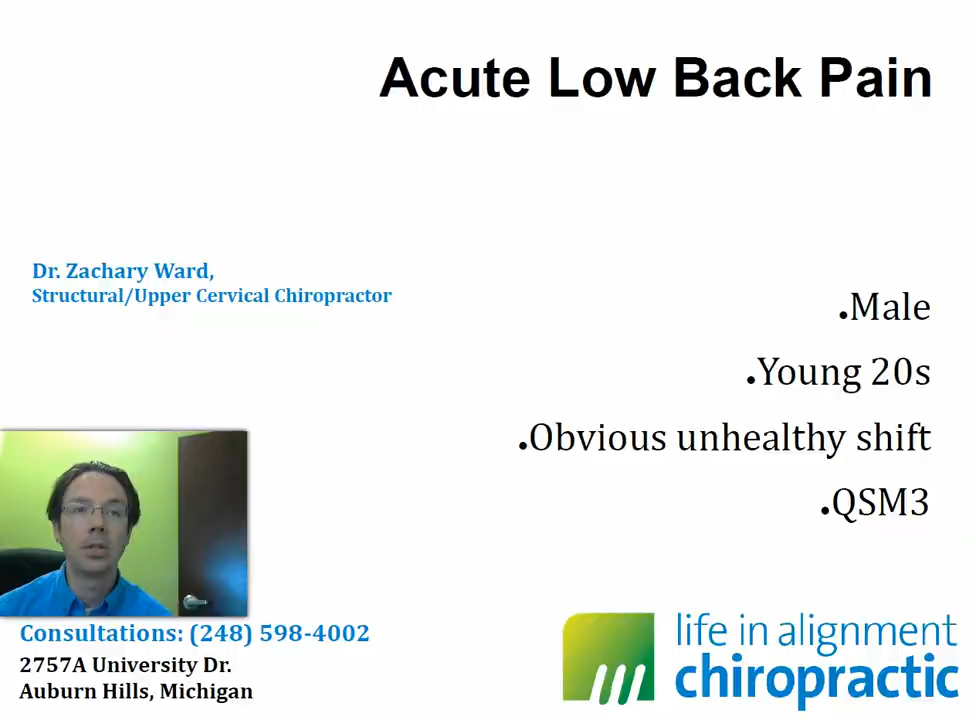 Acute Low Back Pain
Dr. Zachary Ward,
Structural/Upper Cervical Chiropractor
•Male
•Young 20s
•Obvious unhealthy shift
•QSM3
Consultations: (248) 598-4002
2757A University Dr.
Auburn Hills, Michigan
life in alignment
chiropractic